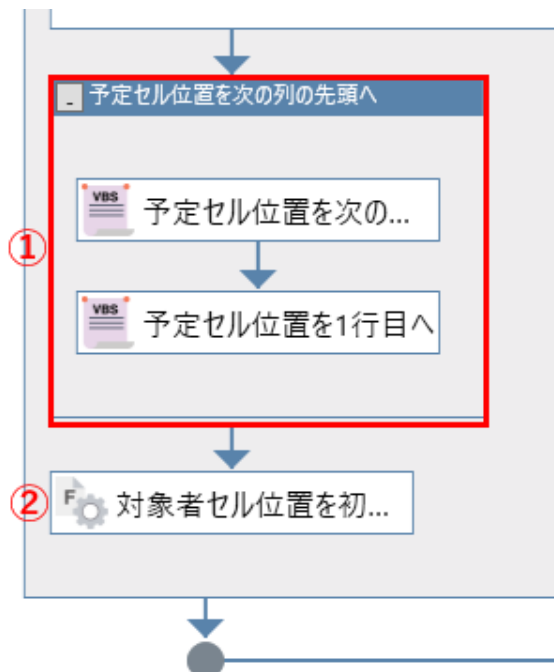 予定セル位置を次の列の先頭へ
①
VBS
予定セル位置を次の...
VBS
予定セル位置を1行目へ
②
F
対象者セル位置を初...